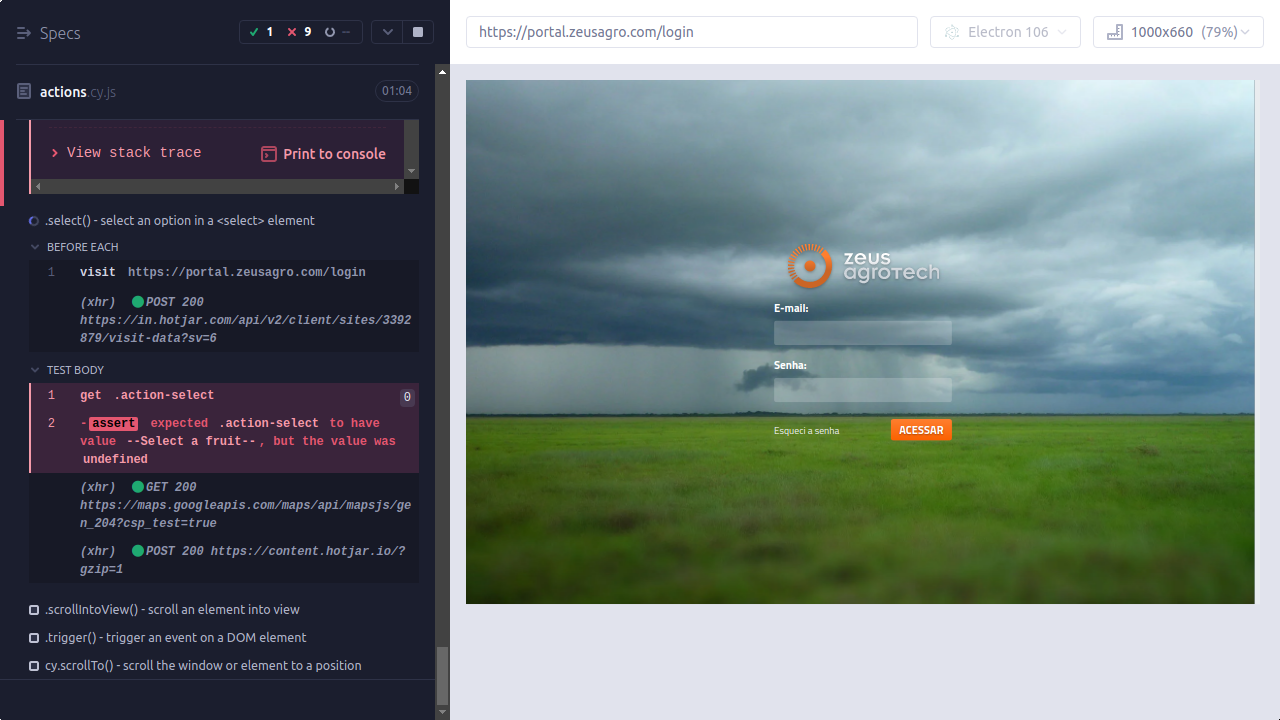 Specs
1 9 --
https://portal.zeusagro.com/login
Electron 106
1000x660 (79%)
actions.cy.js
01:04
View stack trace
Print to console
.select() - select an option in a <select> element
BEFORE EACH
1 visit https://portal.zeusagro.com/login
(xhr) POST 200
https://in.hotjar.com/api/v2/client/sites/3392
879/visit-data?sv=6
TEST BODY
1 get .action-select 0
2 -assert expected .action-select to have
value --Select a fruit--, but the value was
undefined
(xhr) GET 200
https://maps.googleapis.com/maps/api/mapsjs/ge
n_204?csp_test=true
(xhr) POST 200 https://content.hotjar.io/?
gzip=1
.scrollIntoView() - scroll an element into view
.trigger() - trigger an event on a DOM element
cy.scrollTo() - scroll the window or element to a position
zeus
agrotech
E-mail:
Senha:
Esqueci a senha
ACESSAR